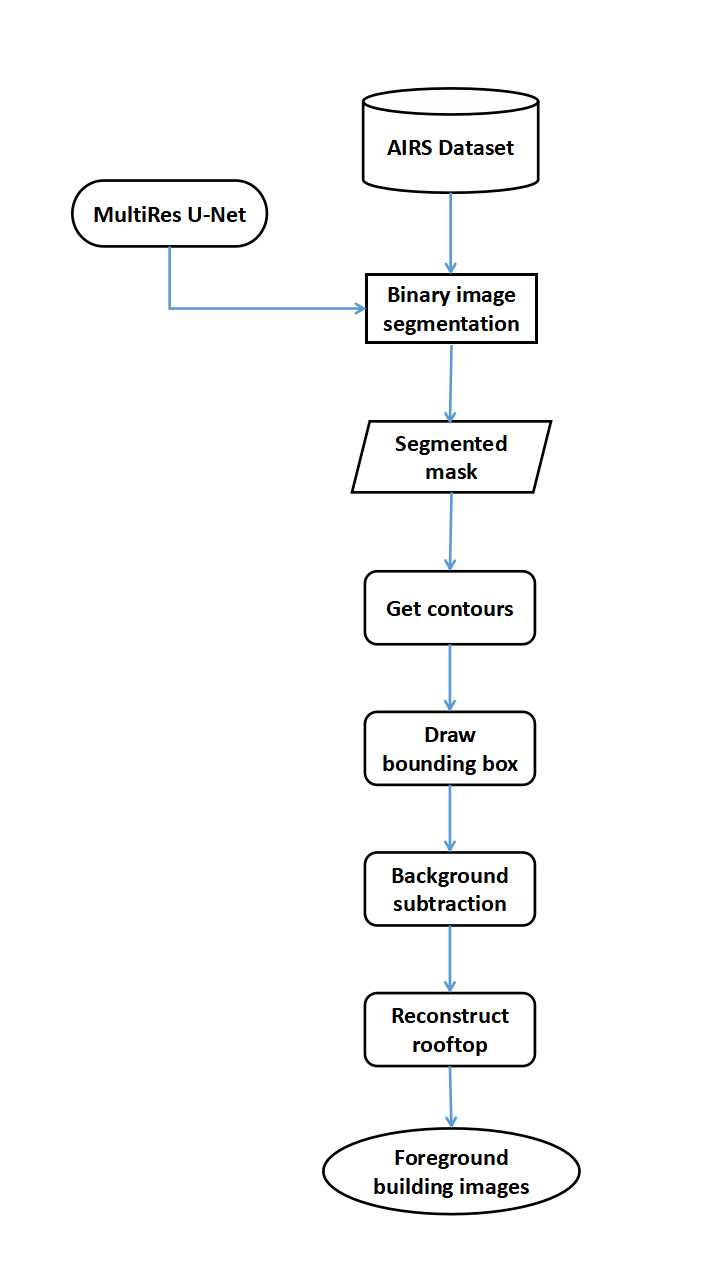 AIRS Dataset
MultiRes U-Net
Binary image
segmentation
Segmented
mask
Get contours
Draw
bounding box
Background
subtraction
Reconstruct
rooftop
Foreground
building images